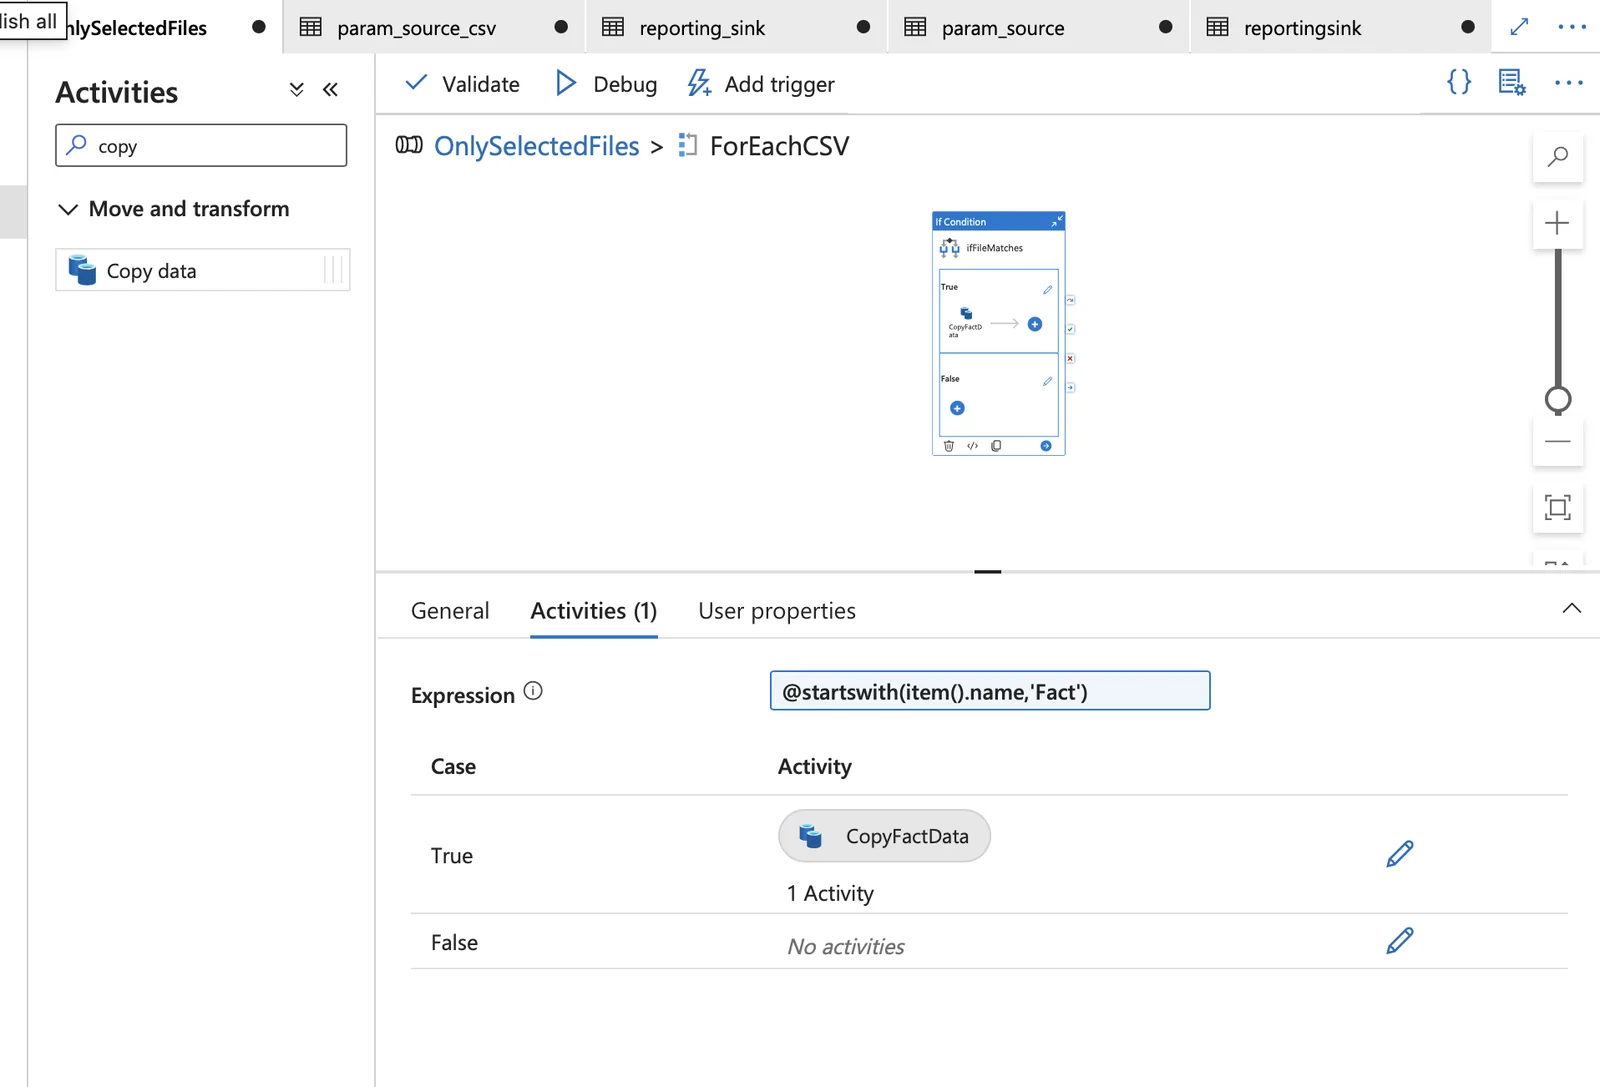 lish all
nlySelectedFiles
param_source_csv
reporting_sink
param_source
reportingsink
Activities
copy
Move and transform
Copy data
Validate
Debug
Add trigger
OnlySelectedFiles > ForEachCSV
If Condition
ifFileMatches
True
CopyFactD
ata
False
General
Activities (1)
User properties
Expression
@startswith(item().name,'Fact')
Case
Activity
True
CopyFactData
1 Activity
False
No activities